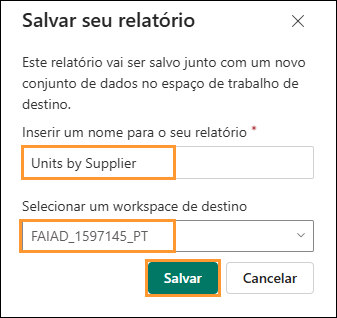 Salvar seu relatório
Este relatório vai ser salvo junto com um novo
conjunto de dados no espaço de trabalho de
destino.
Inserir um nome para o seu relatório *
Units by Supplier
Selecionar um workspace de destino
FAIAD_1597145_PT
Salvar Cancelar